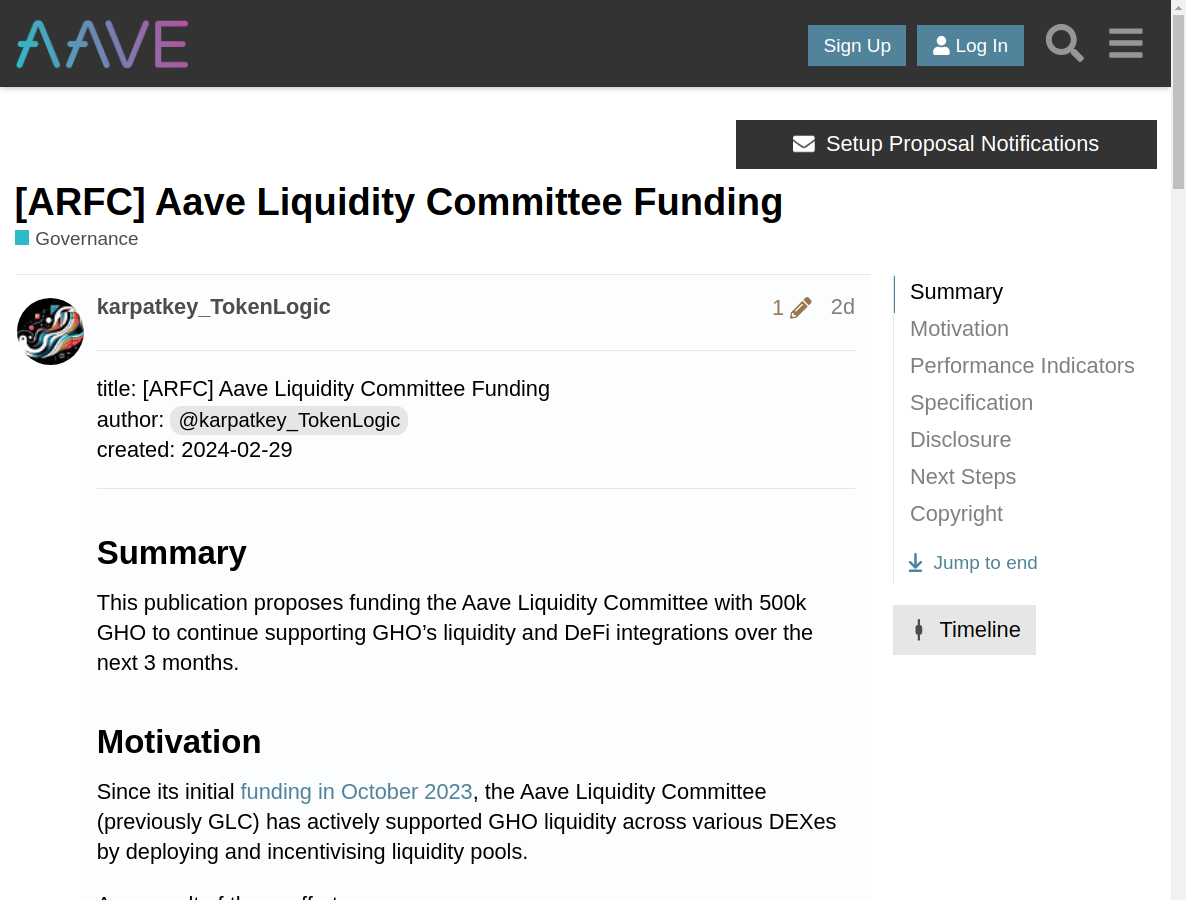 AAVE
Sign Up
Log In
Setup Proposal Notifications
[ARFC] Aave Liquidity Committee Funding
Governance
karpatkey_TokenLogic
1
2d
title: [ARFC] Aave Liquidity Committee Funding
author: @karpatkey_TokenLogic
created: 2024-02-29
Summary
This publication proposes funding the Aave Liquidity Committee with 500k
GHO to continue supporting GHO’s liquidity and DeFi integrations over the
next 3 months.
Motivation
Since its initial funding in October 2023, the Aave Liquidity Committee
(previously GLC) has actively supported GHO liquidity across various DEXes
by deploying and incentivising liquidity pools.
Summary
Motivation
Performance Indicators
Specification
Disclosure
Next Steps
Copyright
Jump to end
Timeline